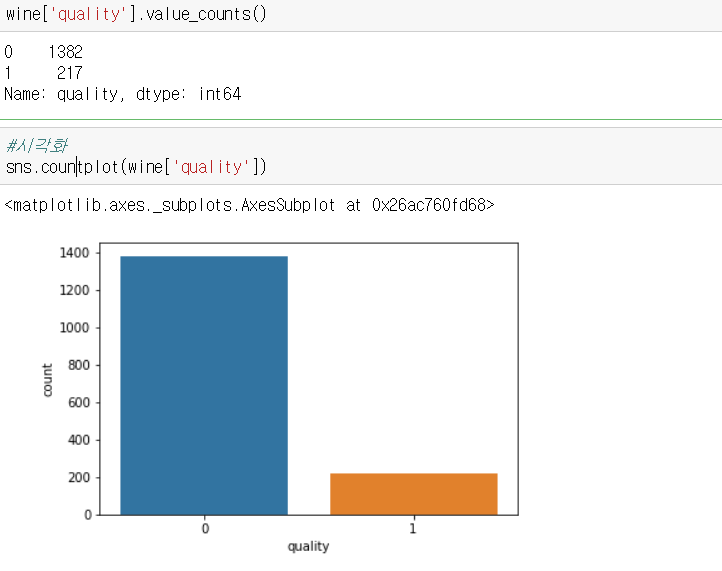 wine['quality'].value_counts()
0    1382
1     217
Name: quality, dtype: int64
#시각화
sns.countplot(wine['quality'])
<matplotlib.axes._subplots.AxesSubplot at 0x26ac760fd68>
1400
1200
1000
800
600
400
200
0
count
0 1
quality